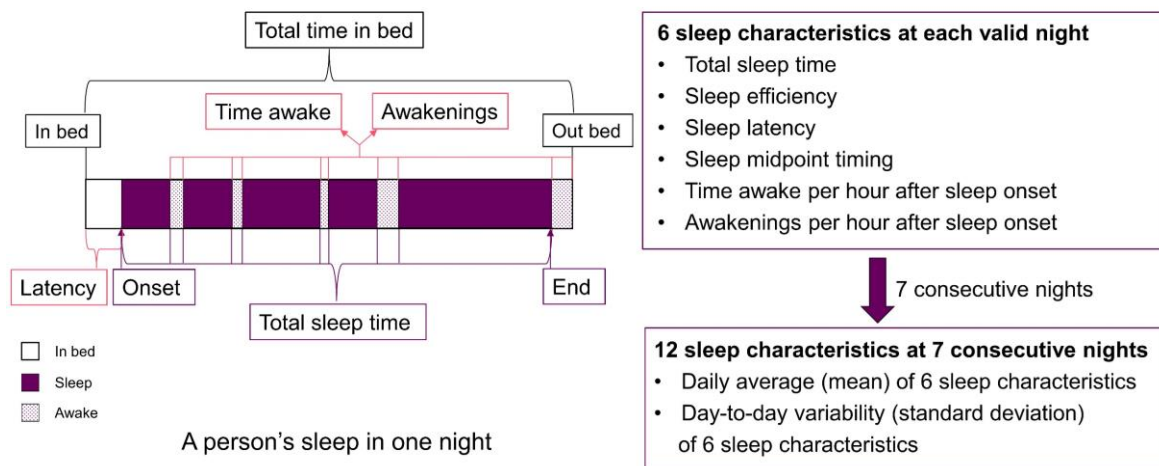 Total time in bed
Time awake
Awakenings
In bed
Out bed
Latency
Onset
End
Total sleep time
In bed
Sleep
Awake
A person's sleep in one night
6 sleep characteristics at each valid night
• Total sleep time
• Sleep efficiency
• Sleep latency
• Sleep midpoint timing
• Time awake per hour after sleep onset
• Awakenings per hour after sleep onset
7 consecutive nights
12 sleep characteristics at 7 consecutive nights
• Daily average (mean) of 6 sleep characteristics
• Day-to-day variability (standard deviation)
of 6 sleep characteristics